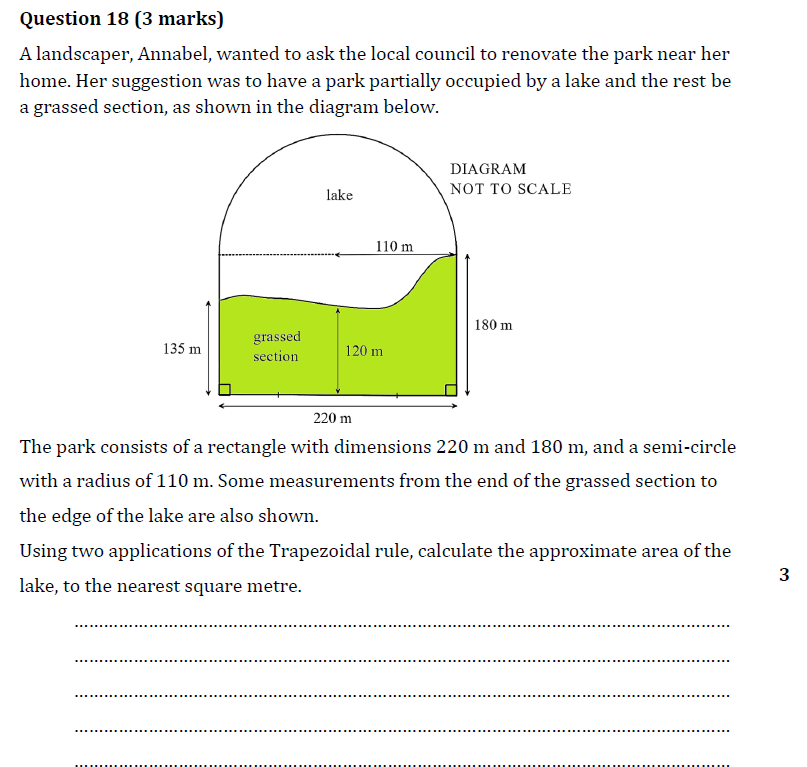 Question 18 (3 marks)
A landscaper, Annabel, wanted to ask the local council to renovate the park near her
home. Her suggestion was to have a park partially occupied by a lake and the rest be
a grassed section, as shown in the diagram below.
DIAGRAM
NOT TO SCALE
lake
110 m
180 m
grassed
section
135 m
120 m
220 m
The park consists of a rectangle with dimensions 220 m and 180 m, and a semi-circle
with a radius of 110 m. Some measurements from the end of the grassed section to
the edge of the lake are also shown.
Using two applications of the Trapezoidal rule, calculate the approximate area of the
lake, to the nearest square metre.
3